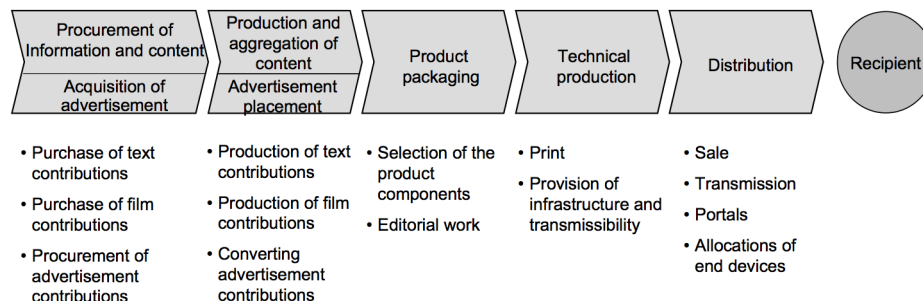 Procurement of
Information and content
Acquisition of
advertisement
Production and
aggregation of
content
Advertisement
placement
Product
packaging
Technical
production
Distribution
Recipient
• Purchase of text
contributions
• Purchase of film
contributions
• Procurement of
advertisement
contributions
• Production of text
contributions
• Production of film
contributions
• Converting
advertisement
contributions
• Selection of the
product
components
• Editorial work
• Print
• Provision of
infrastructure and
transmissibility
• Sale
• Transmission
• Portals
• Allocations of
end devices